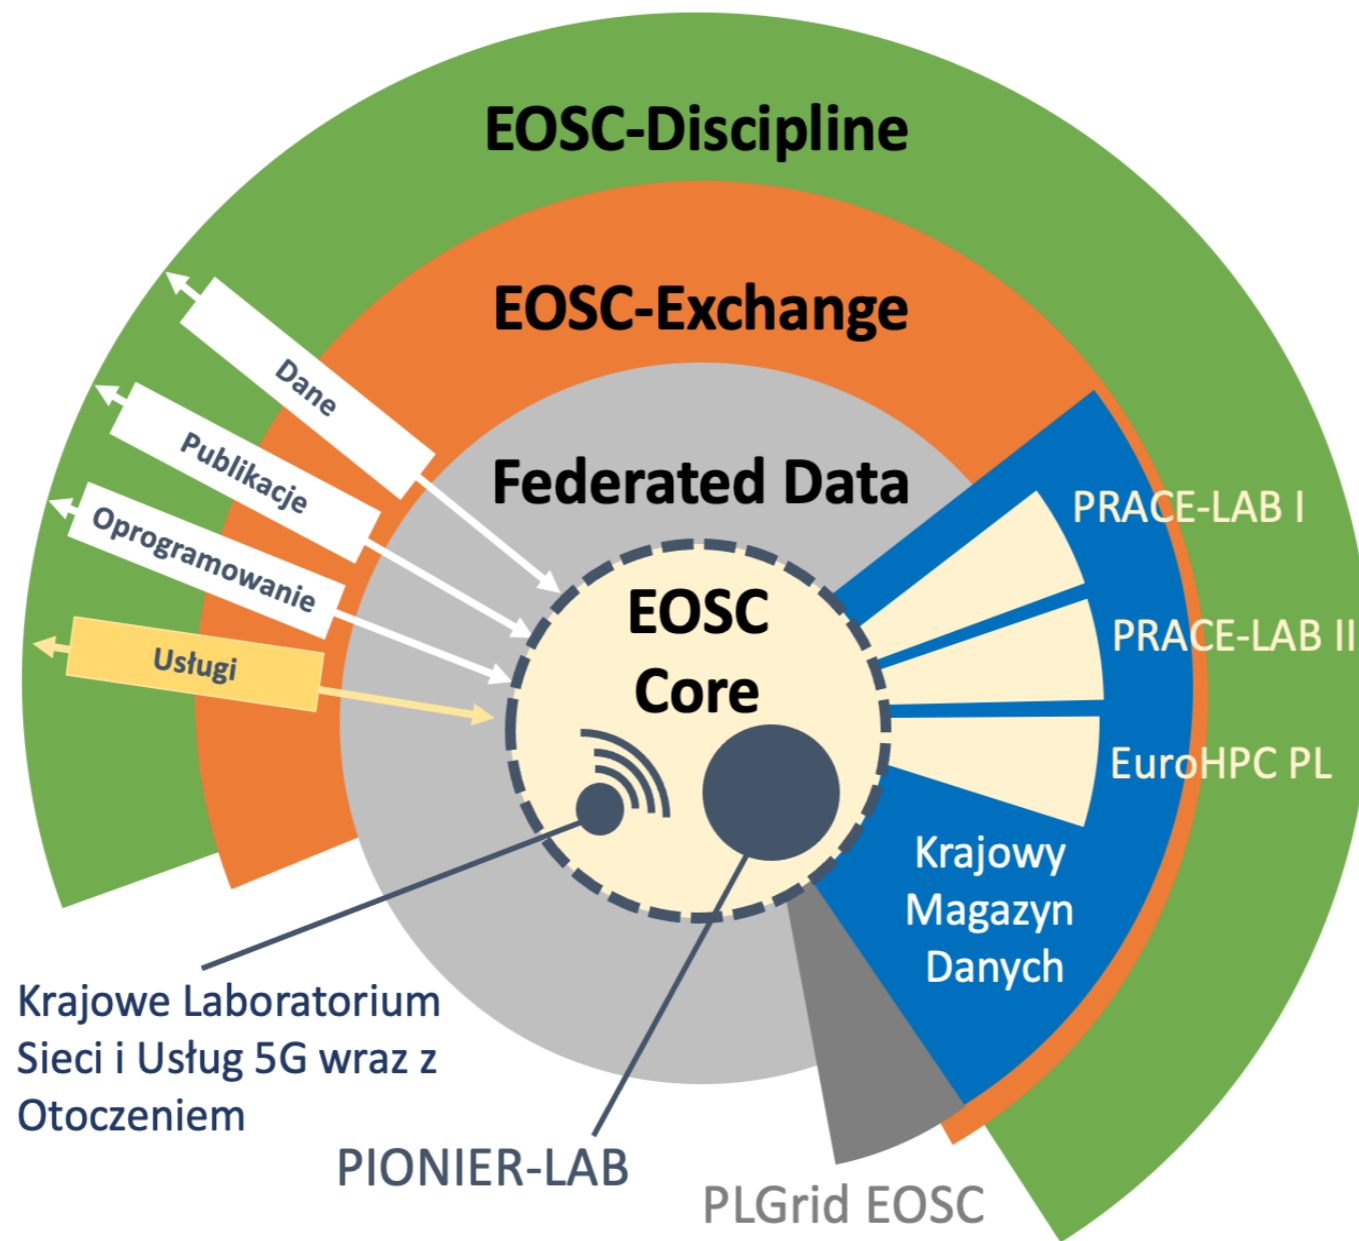 EOSC-Discipline
EOSC-Exchange
Federated Data
EOSC
Core
Dane
Publikacje
Oprogramowanie
Usługi
PRACE-LAB I
PRACE-LAB II
EuroHPC PL
Krajowy
Magazyn
Danych
Krajowe Laboratorium
Sieci i Usług 5G wraz z
Otoczeniem
PIONIER-LAB
PLGrid EOSC